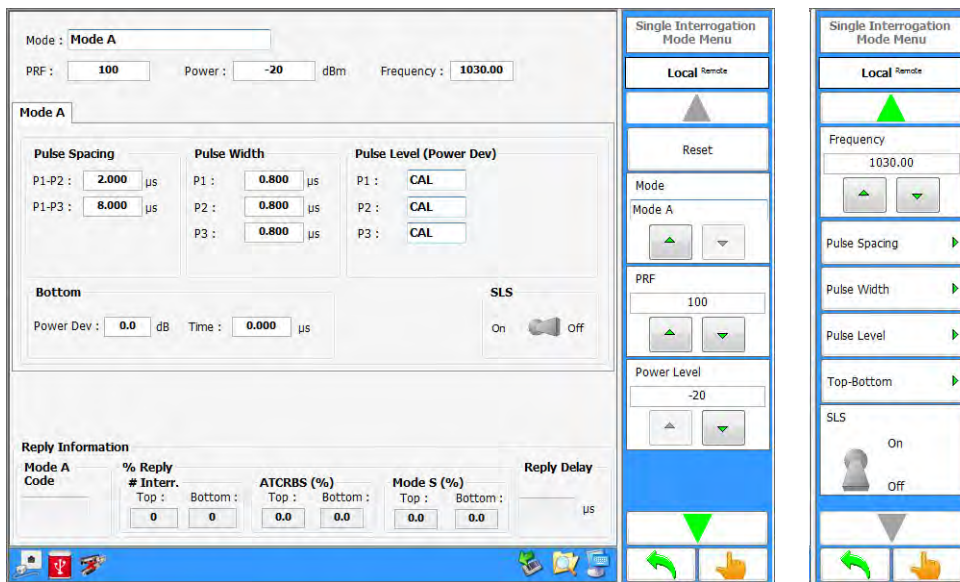 Mode : Mode A
PRF : 100 Power : -20 dBm Frequency : 1030.00
Mode A
Pulse Spacing Pulse Width Pulse Level (Power Dev)
P1-P2 : 2.000 µs P1 : 0.800 µs P1 : CAL
P1-P3 : 8.000 µs P2 : 0.800 µs P2 : CAL
P3 : 0.800 µs P3 : CAL
Bottom SLS
Power Dev : 0.0 dB Time : 0.000 µs On Off
Reply Information
Mode A Code
% Reply
# Interr. ATCRBS (%) Mode S (%) Reply Delay
Top : Bottom : Top : Bottom : Top : Bottom :
0 0 0.0 0.0 0.0 0.0 µs
Single Interrogation
Mode Menu
Local Remote
Reset
Mode
Mode A
PRF
100
Power Level
-20
Single Interrogation
Mode Menu
Local Remote
Frequency
1030.00
Pulse Spacing
Pulse Width
Pulse Level
Top-Bottom
SLS
On
Off